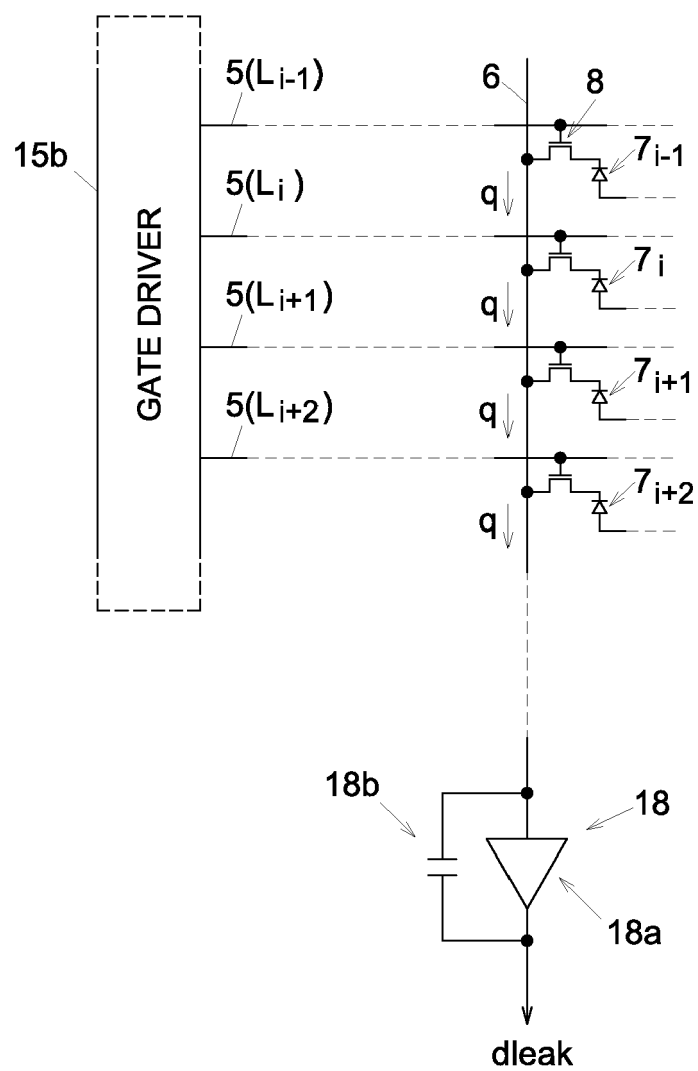 5(Li-1)
6
8
15b
7i-1
q
5(Li )
7i
q
5(Li+1)
7i+1
q
5(Li+2)
7i+2
q
GATE DRIVER
18b
18
18a
dleak